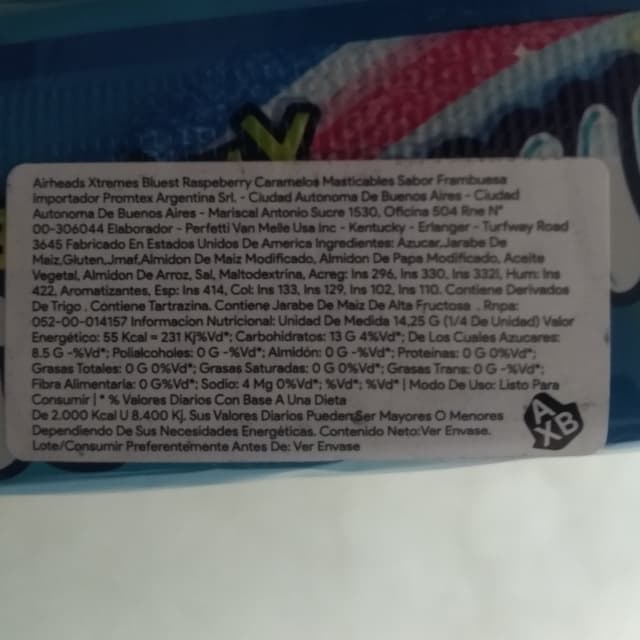 Airheads Xtremes Bluest Raspeberry Caramelos Masticables Sabor Frambuesa
Importador Promtex Argentina Srl. - Ciudad Autonoma De Buenos Aires - Ciudad
Autonoma De Buenos Aires - Mariscal Antonio Sucre 1530, Oficina 504 Rne N°
00-306044 Elaborador - Perfetti Van Melle Usa Inc - Kentucky - Erlanger - Turfway Road
3645 Fabricado En Estados Unidos De America Ingredientes: Azucar,Jarabe De
Maiz,Gluten,Jmaf,Almidon De Maiz Modificado, Almidon De Papa Modificado, Aceite
Vegetal, Almidon De Arroz, Sal, Maltodextrina, Acreg: Ins 296, Ins 330, Ins 332I, Hum: Ins
422, Aromatizantes, Esp: Ins 414, Col: Ins 133, Ins 129, Ins 102, Ins 110. Contiene Derivados
De Trigo . Contiene Tartrazina. Contiene Jarabe De Maiz De Alta Fructosa . . Rnpa:
052-00-014157 Informacion Nutricional: Unidad De Medida 14,25 G (1/4 De Unidad) Valor
Energético: 55 Kcal = 231 Kj%Vd*; Carbohidratos: 13 G 4%Vd*; De Los Cuales Azucares:
8.5 G -%Vd*; Polialcoholes: 0 G -%Vd*; Almidón: 0 G -%Vd*; Proteinas: 0 G 0%Vd*;
Grasas Totales: 0 G 0%Vd*; Grasas Saturadas: 0 G 0%Vd*; Grasas Trans: 0 G -%Vd*;
Fibra Alimentaria: 0 G%Vd*; Sodio: 4 Mg 0%Vd*; %Vd*; %Vd* | Modo De Uso: Listo Para
Consumir | * % Valores Diarios Con Base A Una Dieta
De 2.000 Kcal U 8.400 Kj. Sus Valores Diarios PuedenSer Mayores O Menores
Dependiendo De Sus Necesidades Energéticas. Contenido Neto:Ver Envase.
Lote/Consumir Preferenteimente Antes De: Ver Envase
A
XB